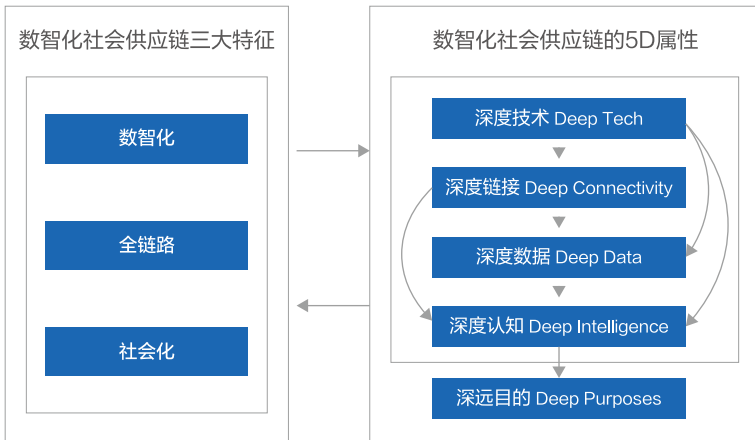 数智化社会供应链三大特征
数智化
全链路
社会化
数智化社会供应链的5D属性
深度技术 Deep Tech
深度链接 Deep Connectivity
深度数据 Deep Data
深度认知 Deep Intelligence
深远目的 Deep Purposes